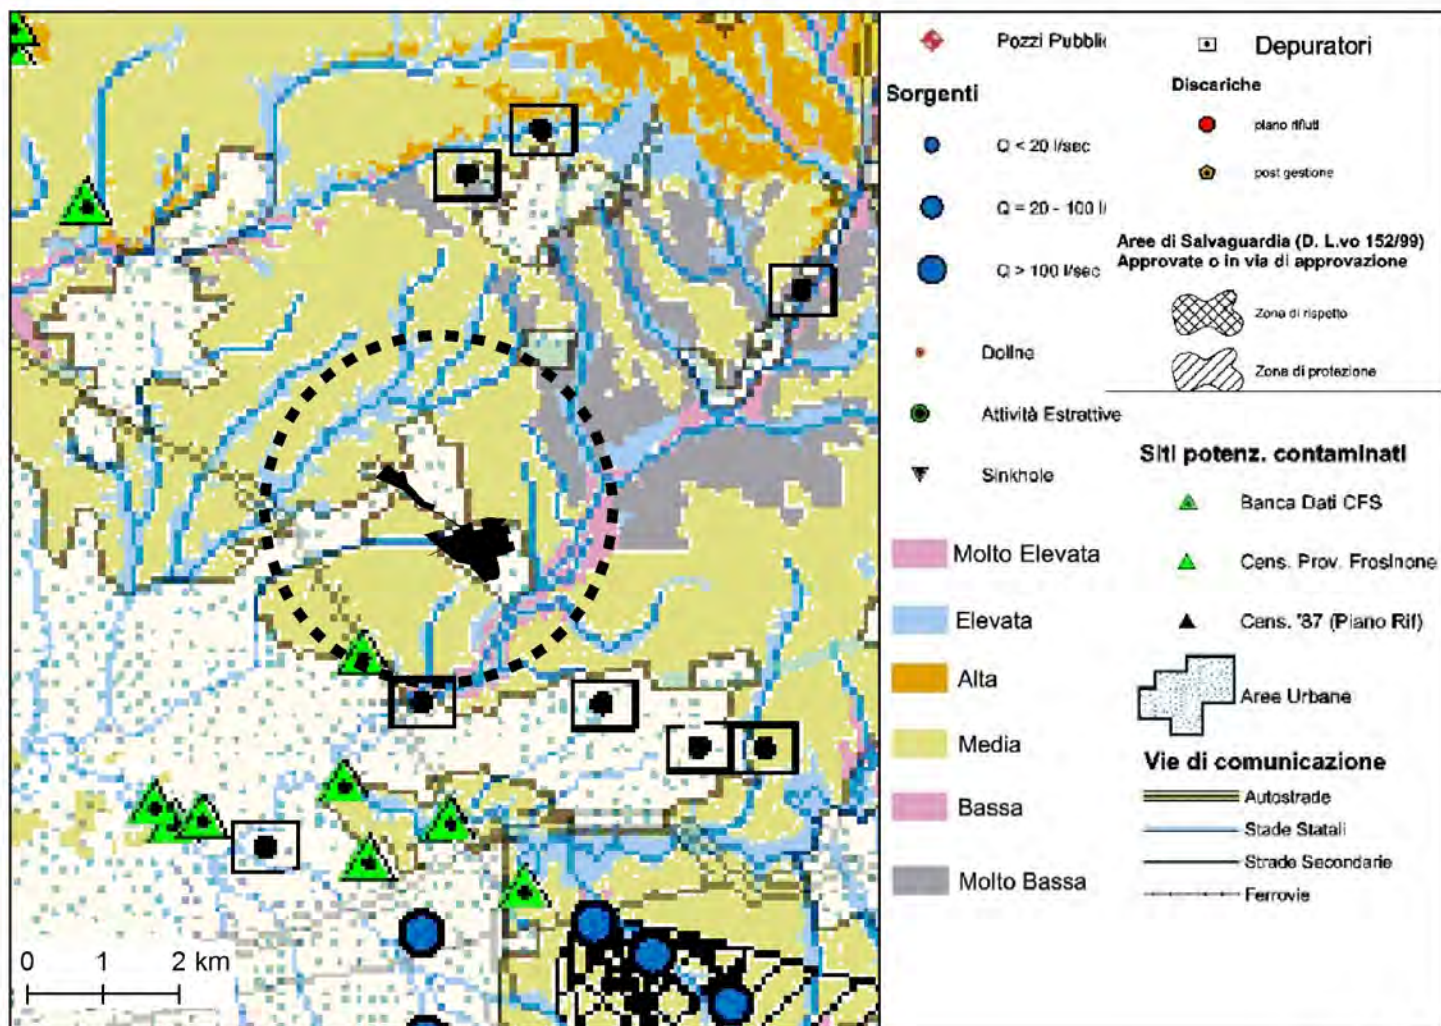 Pozzi Pubblic
Sorgenti
Q < 20 l/sec
Q = 20 - 100 l/
Q > 100 l/sec
Doline
Attività Estrattive
Sinkhole
Molto Elevata
Elevata
Alta
Media
Bassa
Molto Bassa
Depuratori
Discariche
piano rifiuti
post gestione
Aree di Salvaguardia (D. L.vo 152/99)
Approvate o in via di approvazione
Zona di rispetto
Zona di protezione
Siti potenz. contaminati
Banca Dati CFS
Cens. Prov. Frosinone
Cens. '87 (Piano Rif)
Aree Urbane
Vie di comunicazione
Autostrade
Stade Statali
Strade Secondarie
Ferrovie
0 1 2 km